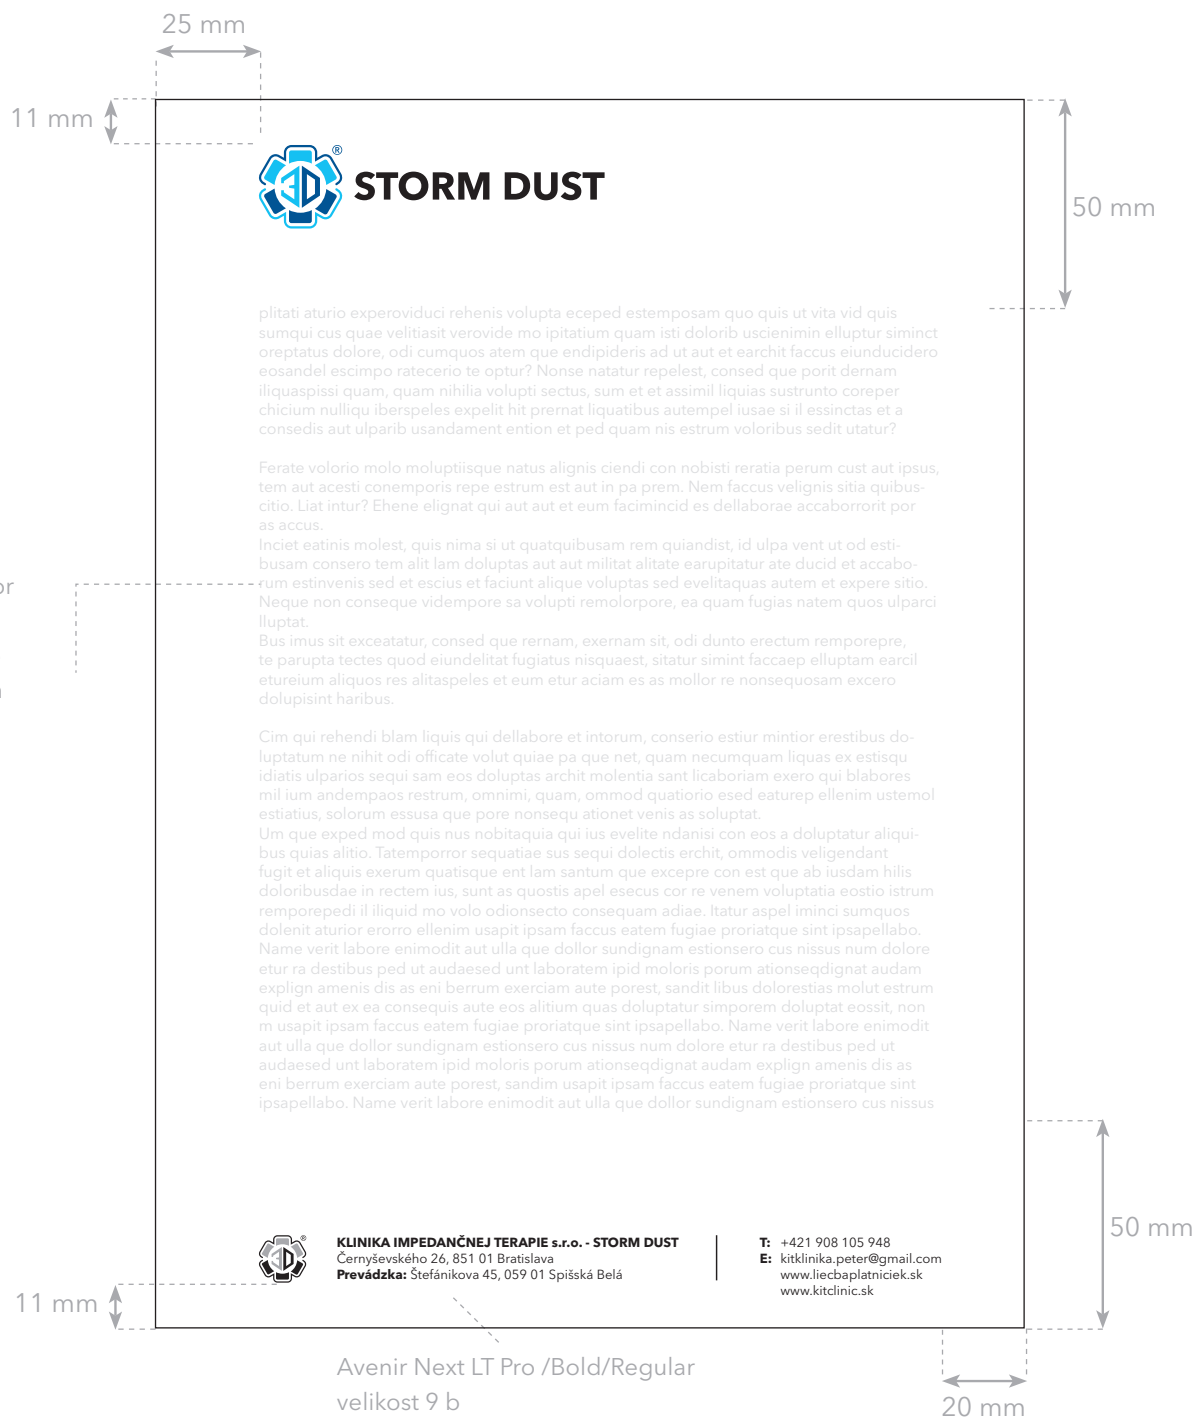 25 mm
11 mm
3D ®
STORM DUST
50 mm
plitati aturio experoviduci rehenis volupta eceped estemposam quo quis ut vita vid quis
sumqui cus quae velitiasit verovide mo ipitatium quam isti dolorib uscienimin elluptur siminct
oreptatus dolore, odi cumquos atem que endipideris ad ut aut et earchit faccus eiunducidero
eosandel escimpo ratecerio te optur? Nonse natatur repelest, consed que porit dernam
iliquaspissi quam, quam nihilia volupti sectus, sum et et assimil liquias sustrunto coreper
chicium nulliqu iberspeles expelit hit prernat liquatibus autempel iusae si il essinctas et a
consedis aut ulparib usandament ention et ped quam nis estrum voloribus sedit utatur?
Ferate volorio molo moluptiisque natus alignis ciendi con nobisti reratia perum cust aut ipsus,
tem aut acesti conemporis repe estrum est aut in pa prem. Nem faccus velignis sitia quibus-
citio. Liat intur? Ehene elignat qui aut aut et eum facimincid es dellaborae accaborrorit por
as accus.
Inciet eatinis molest, quis nima si ut quatquibusam rem quiandist, id ulpa vent ut od esti-
busam consero tem alit lam doluptas aut aut militat alitate earupitatur ate ducid et accabo-
rum estinvenis sed et escius et faciunt alique voluptas sed evelitaquas autem et expere sitio.
Neque non conseque videmporе sa volupti remolorpore, ea quam fugias natem quos ulparci
lluptat.
Bus imus sit exceatatur, consed que rernam, exernam sit, odi dunto erectum remporepre,
te parupta tectes quod eiundelitat fugiatus nisquaest, sitatur simint faccaep elluptam earcil
etureium aliquos res alitaspeles et eum etur aciam es as mollor re nonsequosam excero
dolupisint haribus.
Cim qui rehendi blam liquis qui dellabore et intorum, conserio estiur mintior erestibus do-
luptatum ne nihit odi officate volut quiae pa que net, quam necumquam liquas ex estisqu
idiatis ulparios sequi sam eos doluptas archit molentia sant licaboriam exero qui blabores
mil ium andempaos restrum, omnimi, quam, ommod quatiorio esed eaturep ellenim ustemol
estiatius, solorum essusa que pore nonsequ ationet venis as soluptat.
Um que exped mod quis nus nobitaquia qui ius evelite ndanisi con eos a doluptatur aliqui-
bus quias alitio. Tatemporror sequatiae sus sequi dolectis erchit, ommodis veligendant
fugit et aliquis exerum quatisque ent lam santum que excepre con est que ab iusdam hilis
doloribusdae in rectem ius, sunt as quostis apel esecus cor re venem voluptatia eostio istrum
remporepedi il iliquid mo volo odionsecto consequam adiae. Itatur aspel iminci sumquos
dolenit aturior erorro ellenim usapit ipsam faccus eatem fugiae proriatque sint ipsapellabo.
Name verit labore enimodit aut ulla que dollor sundignam estionsero cus nissus num dolore
etur ra destibus ped ut audaesed unt laboratem ipid moloris porum ationseqdignat audam
explign amenis dis as eni berrum exerciam aute porest, sandit libus dolorestias molut estrum
quid et aut ex ea consequis aute eos alitium quas doluptatur simporem doluptat eossit, non
m usapit ipsam faccus eatem fugiae proriatque sint ipsapellabo. Name verit labore enimodit
aut ulla que dollor sundignam estionsero cus nissus num dolore etur ra destibus ped ut
audaesed unt laboratem ipid moloris porum ationseqdignat audam explign amenis dis as
eni berrum exerciam aute porest, sandim usapit ipsam faccus eatem fugiae proriatque sint
ipsapellabo. Name verit labore enimodit aut ulla que dollor sundignam estionsero cus nissus
50 mm
3D ®
KLINIKA IMPEDANČNEJ TERAPIE s.r.o. - STORM DUST
Černyševského 26, 851 01 Bratislava
Prevádzka: Štefánikova 45, 059 01 Spišská Belá
T: +421 908 105 948
E: kitklinika.peter@gmail.com
www.liecbaplatniciek.sk
www.kitclinic.sk
11 mm
Avenir Next LT Pro /Bold/Regular
velikost 9 b
20 mm